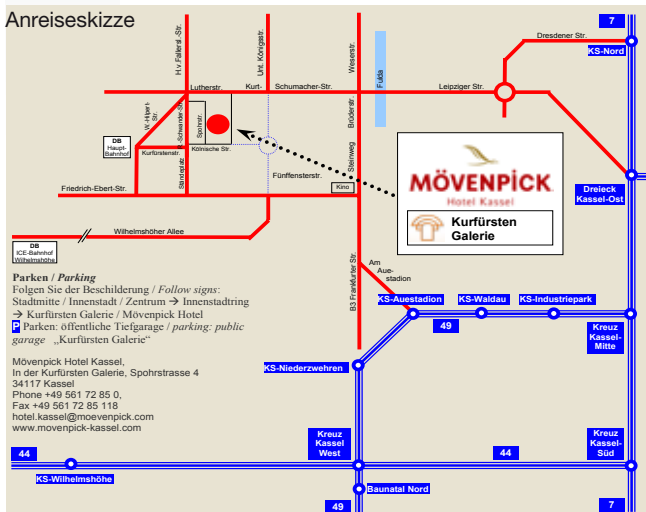 Anreiseskizze
7
Dresdener Str.
KS-Nord
H.v.Fallersl.-Str.
Unt. Königsstr.
Weserstr.
Fulda
Lutherstr.
Kurt-
Schumacher-Str.
Leipziger Str.
W.-Hilpert-
Str.
-Scheander-Str.
Spohrstr.
Brüderstr.
DB
Haupt-
Bahnhof
Kurfürstenstr.
Kölnische Str.
Ständeplatz
Fünffensterstr.
Steinweg
Kino
Friedrich-Ebert-Str.
MÖVENPICK
Hotel Kassel
Kurfürsten
Galerie
Dreieck
Kassel-Ost
Wilhelmshöher Allee
DB
ICE-Bahnhof
Wilhelmshöhe
B3 Frankfurter Str.
Am
Aue-
stadion
Parken / Parking
Folgen Sie der Beschilderung / Follow signs:
Stadtmitte / Innenstadt / Zentrum → Innenstadtring
→ Kurfürsten Galerie / Mövenpick Hotel
P Parken: öffentliche Tiefgarage / parking: public
garage „Kurfürsten Galerie“
KS-Auestadion
KS-Waldau
KS-Industriepark
49
Kreuz
Kassel-
Mitte
Mövenpick Hotel Kassel,
In der Kurfürsten Galerie, Spohrstrasse 4
34117 Kassel
Phone +49 561 72 85 0,
Fax +49 561 72 85 118
hotel.kassel@moevenpick.com
www.movenpick-kassel.com
KS-Niederzwehren
44
Kreuz
Kassel
West
44
Kreuz
Kassel-
Süd
KS-Wilhelmshöhe
Baunatal Nord
49
7